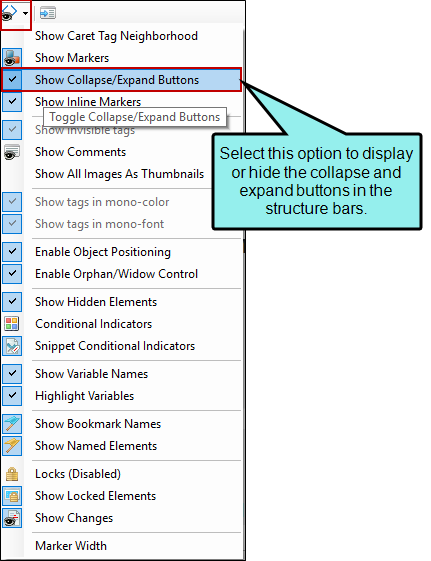 Show Caret Tag Neighborhood
Show Markers
Show Collapse/Expand Buttons
Show Inline Markers
Toggle Collapse/Expand Buttons
Show invisible tags
Show Comments
Show All Images As Thumbnails
Show tags in mono-color
Show tags in mono-font
Enable Object Positioning
Enable Orphan/Widow Control
Show Hidden Elements
Conditional Indicators
Snippet Conditional Indicators
Show Variable Names
Highlight Variables
Show Bookmark Names
Show Named Elements
Locks (Disabled)
Show Locked Elements
Show Changes
Marker Width
Select this option to display
or hide the collapse and
expand buttons in the
structure bars.